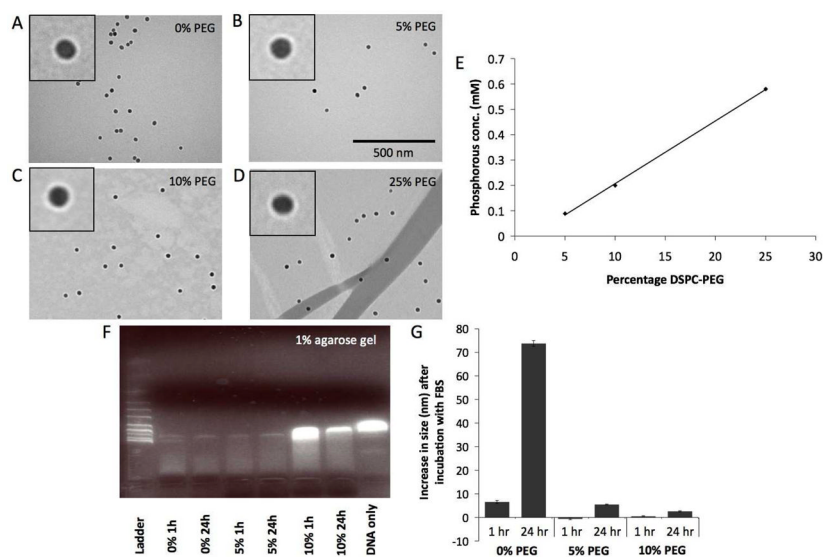 A
0% PEG
B
5% PEG
500 nm
C
10% PEG
D
25% PEG
E
Phosphorous conc. (mM)
0.7
0.6
0.5
0.4
0.3
0.2
0.1
0
0 5 10 15 20 25 30
Percentage DSPC-PEG
F
1% agarose gel
Ladder
0% 1h
0% 24h
5% 1h
5% 24h
10% 1h
10% 24h
DNA only
G
Increase in size (nm) after
incubation with FBS
80
70
60
50
40
30
20
10
0
-10
1 hr 24 hr 1 hr 24 hr 1 hr 24 hr
0% PEG 5% PEG 10% PEG